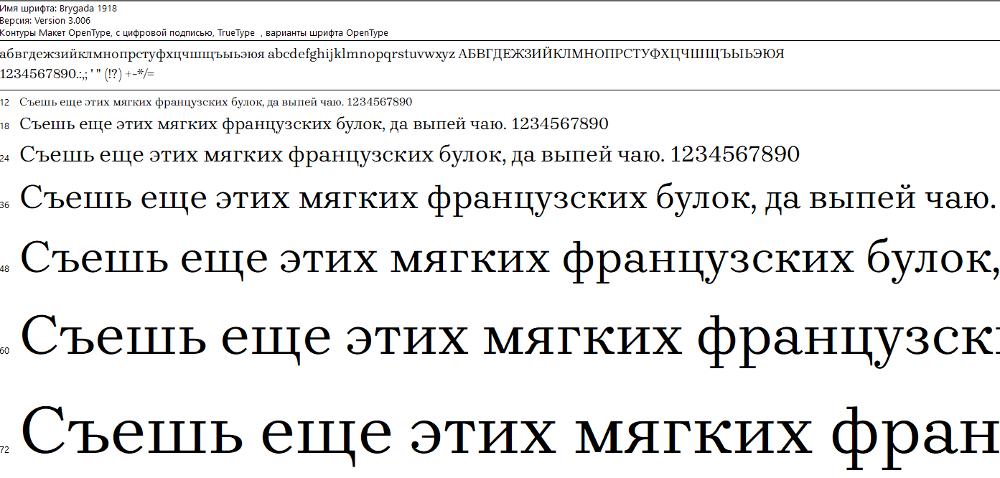 Имя шрифта: Brygada 1918
Версия: Version 3.006
Контуры Макет OpenType, с цифровой подписью, TrueType , варианты шрифта OpenType
абвгдежзийклмнопрстуфхцчшщъыьэюя abcdefghijklmnopqrstuvwxyz АБВГДЕЖЗИЙКЛМНОПРСТУФХЦЧШЩЪЫЬЭЮЯ
1234567890.:,; ' " (!?) +-*/=
12 Съешь еще этих мягких французских булок, да выпей чаю. 1234567890
18 Съешь еще этих мягких французских булок, да выпей чаю. 1234567890
24 Съешь еще этих мягких французских булок, да выпей чаю. 1234567890
36 Съешь еще этих мягких французских булок, да выпей чаю.
48 Съешь еще этих мягких французских булок,
60 Съешь еще этих мягких французски
72 Съешь еще этих мягких фран